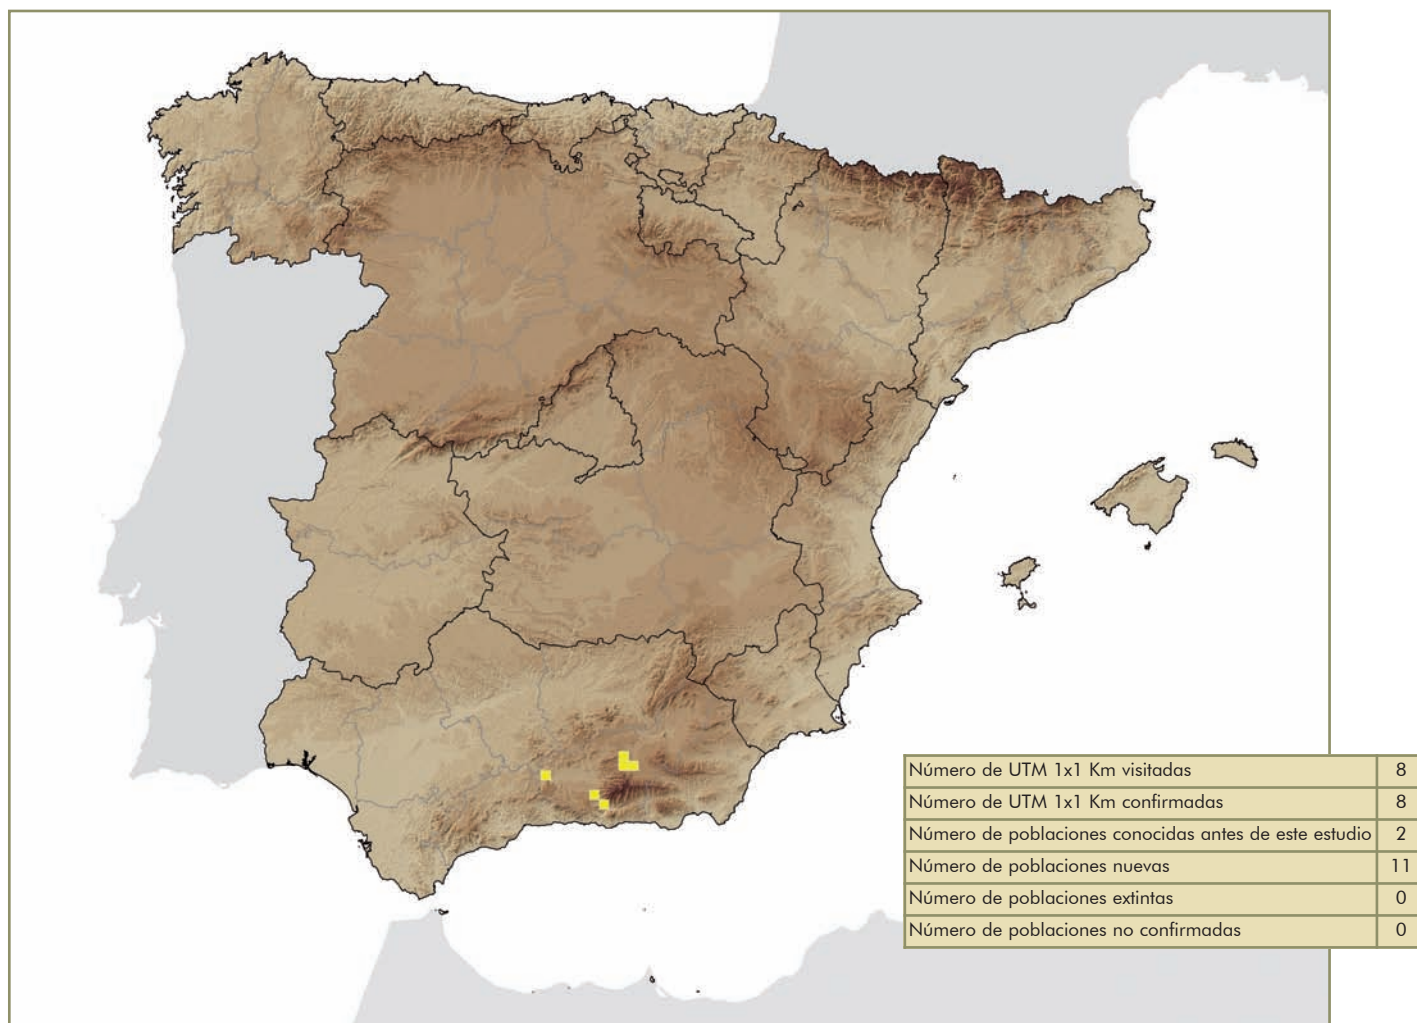 Número de UTM 1x1 Km visitadas 8
Número de UTM 1x1 Km confirmadas 8
Número de poblaciones conocidas antes de este estudio 2
Número de poblaciones nuevas 11
Número de poblaciones extintas 0
Número de poblaciones no confirmadas 0